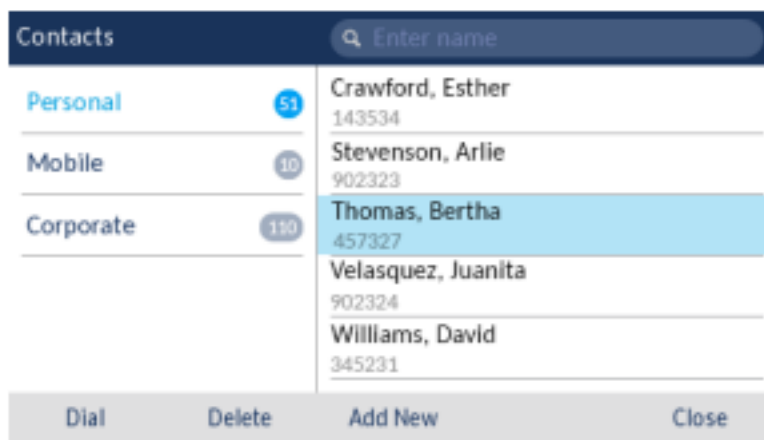 Contacts
Enter name
Personal 51
Mobile 10
Corporate 110
Crawford, Esther
143534
Stevenson, Arlie
902323
Thomas, Bertha
457327
Velasquez, Juanita
902324
Williams, David
345231
Dial Delete Add New Close